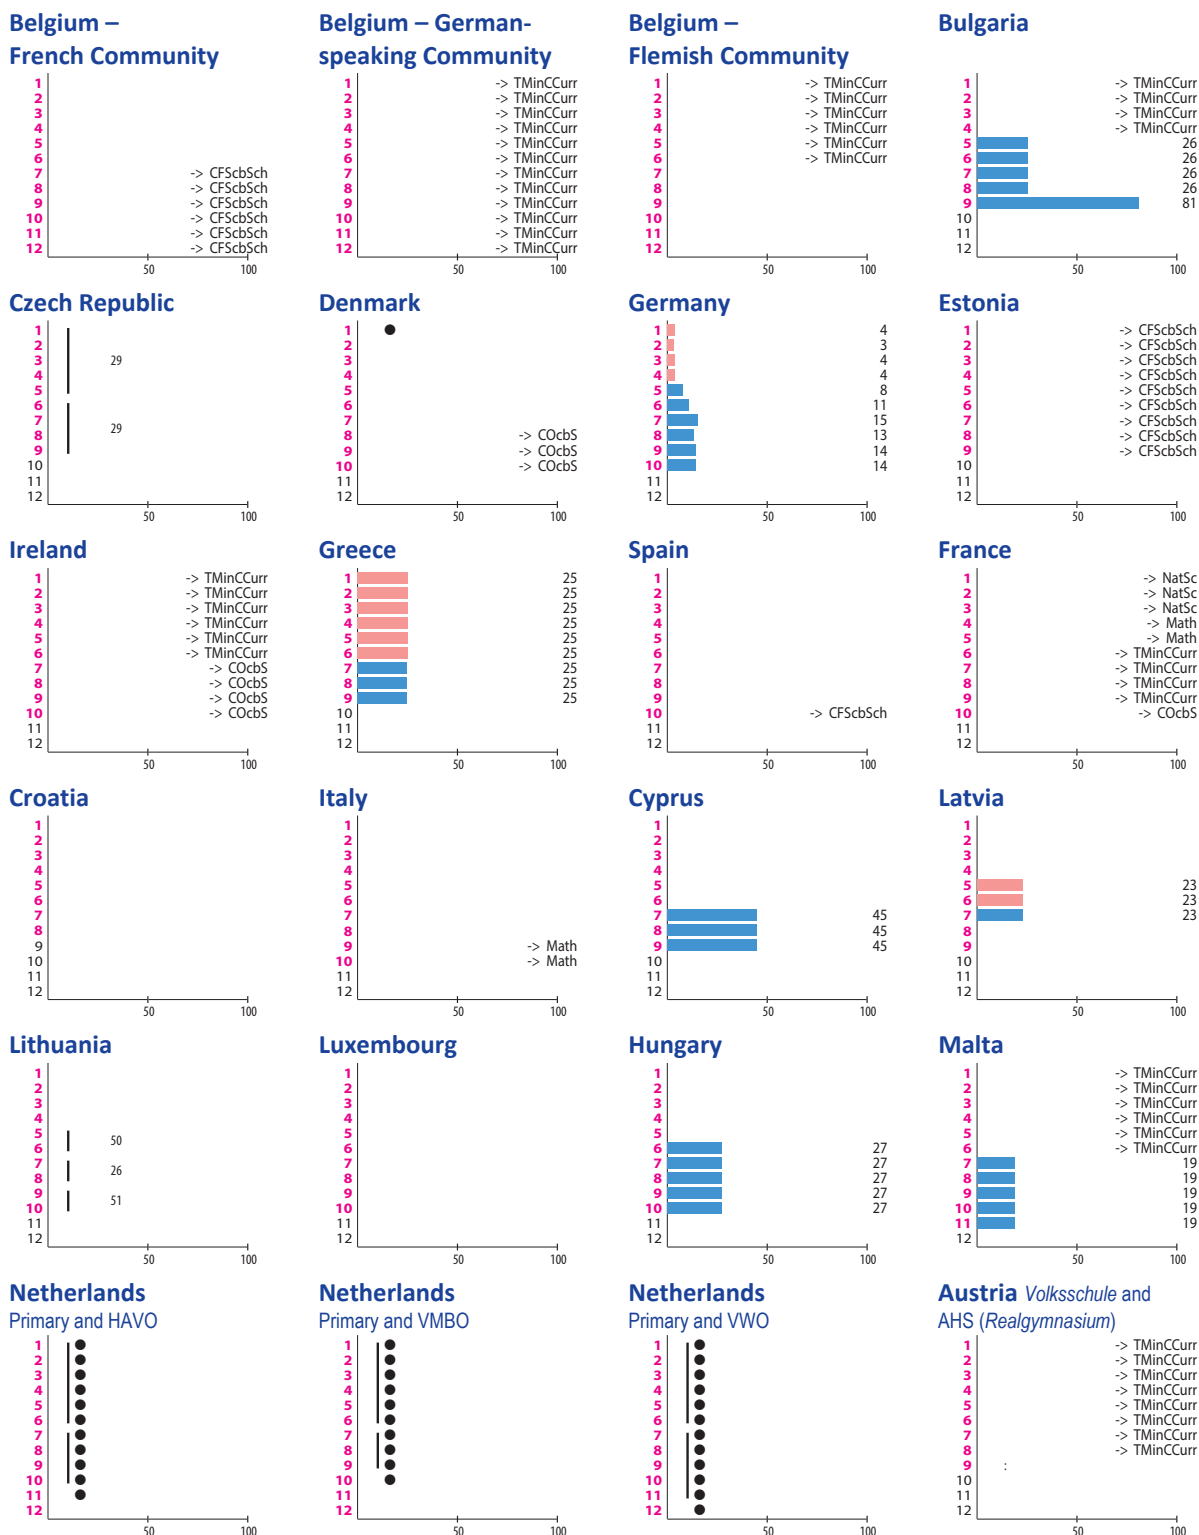 Belgium –
French Community
1
2
3
4
5
6
7 -> CFScbSch
8 -> CFScbSch
9 -> CFScbSch
10 -> CFScbSch
11 -> CFScbSch
12 -> CFScbSch
50 100
Belgium – German-
speaking Community
1 -> TMinCCurr
2 -> TMinCCurr
3 -> TMinCCurr
4 -> TMinCCurr
5 -> TMinCCurr
6 -> TMinCCurr
7 -> TMinCCurr
8 -> TMinCCurr
9 -> TMinCCurr
10 -> TMinCCurr
11 -> TMinCCurr
12 -> TMinCCurr
50 100
Belgium –
Flemish Community
1 -> TMinCCurr
2 -> TMinCCurr
3 -> TMinCCurr
4 -> TMinCCurr
5 -> TMinCCurr
6 -> TMinCCurr
7
8
9
10
11
12
50 100
Bulgaria
1 -> TMinCCurr
2 -> TMinCCurr
3 -> TMinCCurr
4 -> TMinCCurr
5 26
6 26
7 26
8 26
9 81
10
11
12
50 100
Czech Republic
1
2
3 29
4
5
6
7
8 29
9
10
11
12
50 100
Denmark
1
2
3
4
5
6
7
8 -> COcbS
9 -> COcbS
10 -> COcbS
11
12
50 100
Germany
1 4
2 3
3 4
4 4
5 8
6 11
7 15
8 13
9 14
10 14
11
12
50 100
Estonia
1 -> CFScbSch
2 -> CFScbSch
3 -> CFScbSch
4 -> CFScbSch
5 -> CFScbSch
6 -> CFScbSch
7 -> CFScbSch
8 -> CFScbSch
9 -> CFScbSch
10
11
12
50 100
Ireland
1 -> TMinCCurr
2 -> TMinCCurr
3 -> TMinCCurr
4 -> TMinCCurr
5 -> TMinCCurr
6 -> TMinCCurr
7 -> COcbS
8 -> COcbS
9 -> COcbS
10 -> COcbS
11
12
50 100
Greece
1 25
2 25
3 25
4 25
5 25
6 25
7 25
8 25
9 25
10
11
12
50 100
Spain
1
2
3
4
5
6
7
8
9
10 -> CFScbSch
11
12
50 100
France
1 -> NatSc
2 -> NatSc
3 -> NatSc
4 -> Math
5 -> Math
6 -> TMinCCurr
7 -> TMinCCurr
8 -> TMinCCurr
9 -> TMinCCurr
10 -> COcbS
11
12
50 100
Croatia
1
2
3
4
5
6
7
8
9
10
11
12
50 100
Italy
1
2
3
4
5
6
7
8
9 -> Math
10 -> Math
11
12
50 100
Cyprus
1
2
3
4
5
6
7 45
8 45
9 45
10
11
12
50 100
Latvia
1
2
3
4
5 23
6 23
7 23
8
9
10
11
12
50 100
Lithuania
1
2
3
4
5 50
6
7 26
8
9 51
10
11
12
50 100
Luxembourg
1
2
3
4
5
6
7
8
9
10
11
12
50 100
Hungary
1
2
3
4
5
6 27
7 27
8 27
9 27
10 27
11
12
50 100
Malta
1 -> TMinCCurr
2 -> TMinCCurr
3 -> TMinCCurr
4 -> TMinCCurr
5 -> TMinCCurr
6 -> TMinCCurr
7 19
8 19
9 19
10 19
11 19
12
50 100
Netherlands
Primary and HAVO
1
2
3
4
5
6
7
8
9
10
11
12
50 100
Netherlands
Primary and VMBO
1
2
3
4
5
6
7
8
9
10
11
12
50 100
Netherlands
Primary and VWO
1
2
3
4
5
6
7
8
9
10
11
12
50 100
Austria Volksschule and
AHS (Realgymnasium)
1 -> TMinCCurr
2 -> TMinCCurr
3 -> TMinCCurr
4 -> TMinCCurr
5 -> TMinCCurr
6 -> TMinCCurr
7 -> TMinCCurr
8 -> TMinCCurr
9 :
10
11
12
50 100